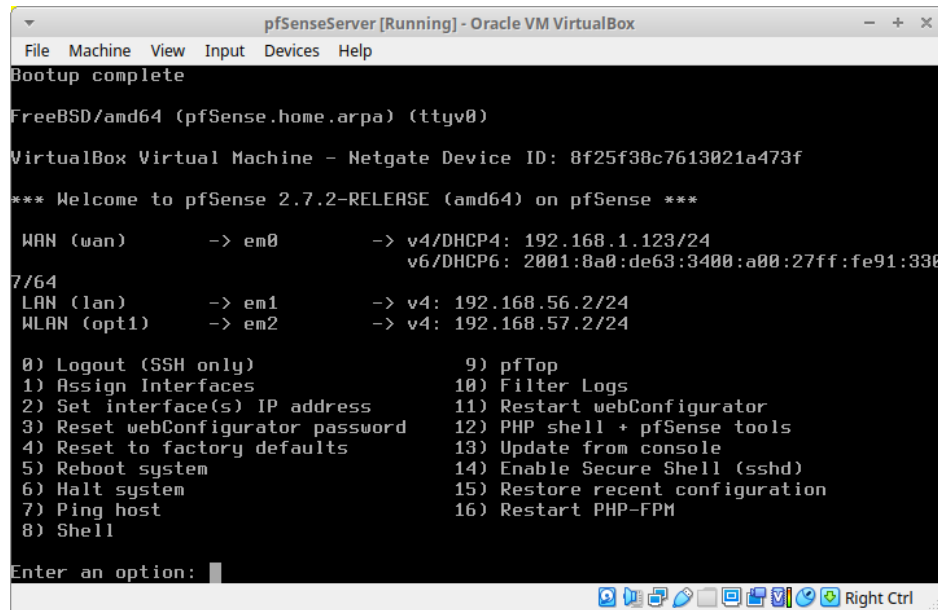 pfSenseServer [Running] - Oracle VM VirtualBox
File Machine View Input Devices Help
Bootup complete
FreeBSD/amd64 (pfSense.home.arpa) (ttyv0)
VirtualBox Virtual Machine - Netgate Device ID: 8f25f38c7613021a473f
*** Welcome to pfSense 2.7.2-RELEASE (amd64) on pfSense ***
WAN (wan) -> em0 -> v4/DHCP4: 192.168.1.123/24
v6/DHCP6: 2001:8a0:de63:3400:a00:27ff:fe91:330
7/64
LAN (lan) -> em1 -> v4: 192.168.56.2/24
WLAN (opt1) -> em2 -> v4: 192.168.57.2/24
0) Logout (SSH only) 9) pfTop
1) Assign Interfaces 10) Filter Logs
2) Set interface(s) IP address 11) Restart webConfigurator
3) Reset webConfigurator password 12) PHP shell + pfSense tools
4) Reset to factory defaults 13) Update from console
5) Reboot system 14) Enable Secure Shell (sshd)
6) Halt system 15) Restore recent configuration
7) Ping host 16) Restart PHP-FPM
8) Shell
Enter an option:
Right Ctrl